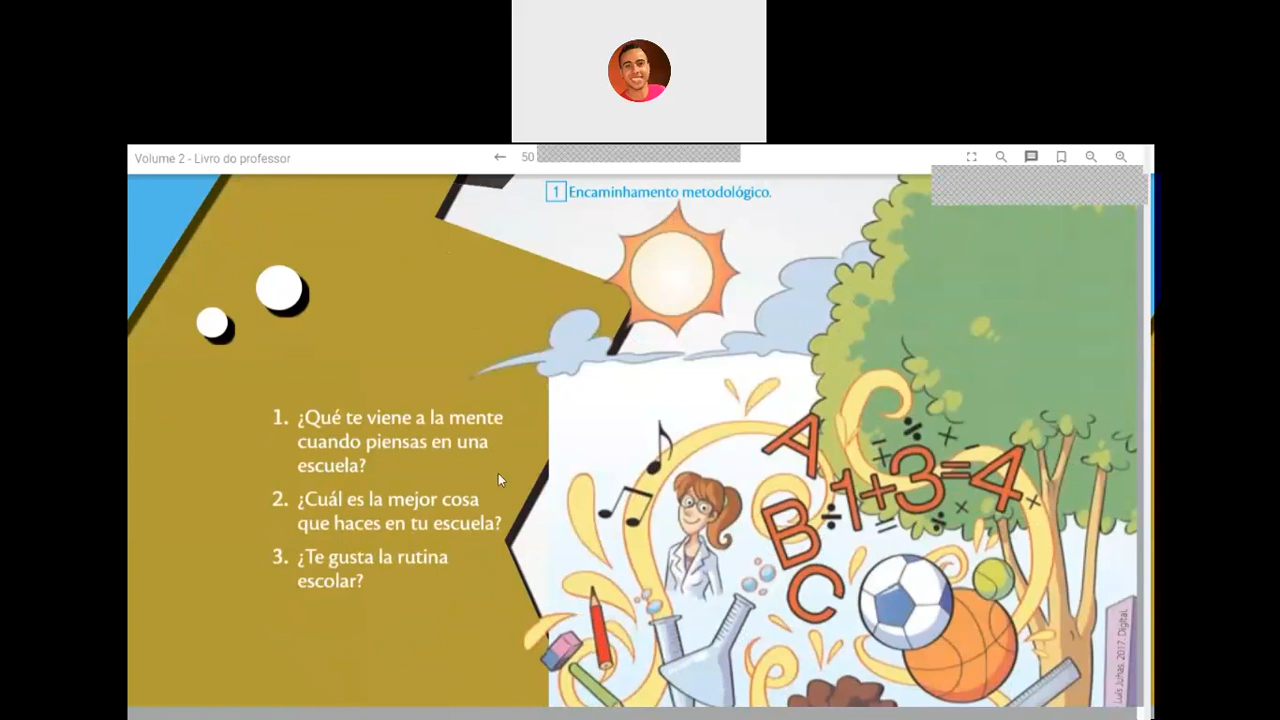 Volume 2 - Livro do professor
50
1 Encaminhamento metodológico.
1. ¿Qué te viene a la mente
cuando piensas en una
escuela?
2. ¿Cuál es la mejor cosa
que haces en tu escuela?
3. ¿Te gusta la rutina
escolar?
A
B
C
1+3=4
Luis Juhas. 2017. Digital.